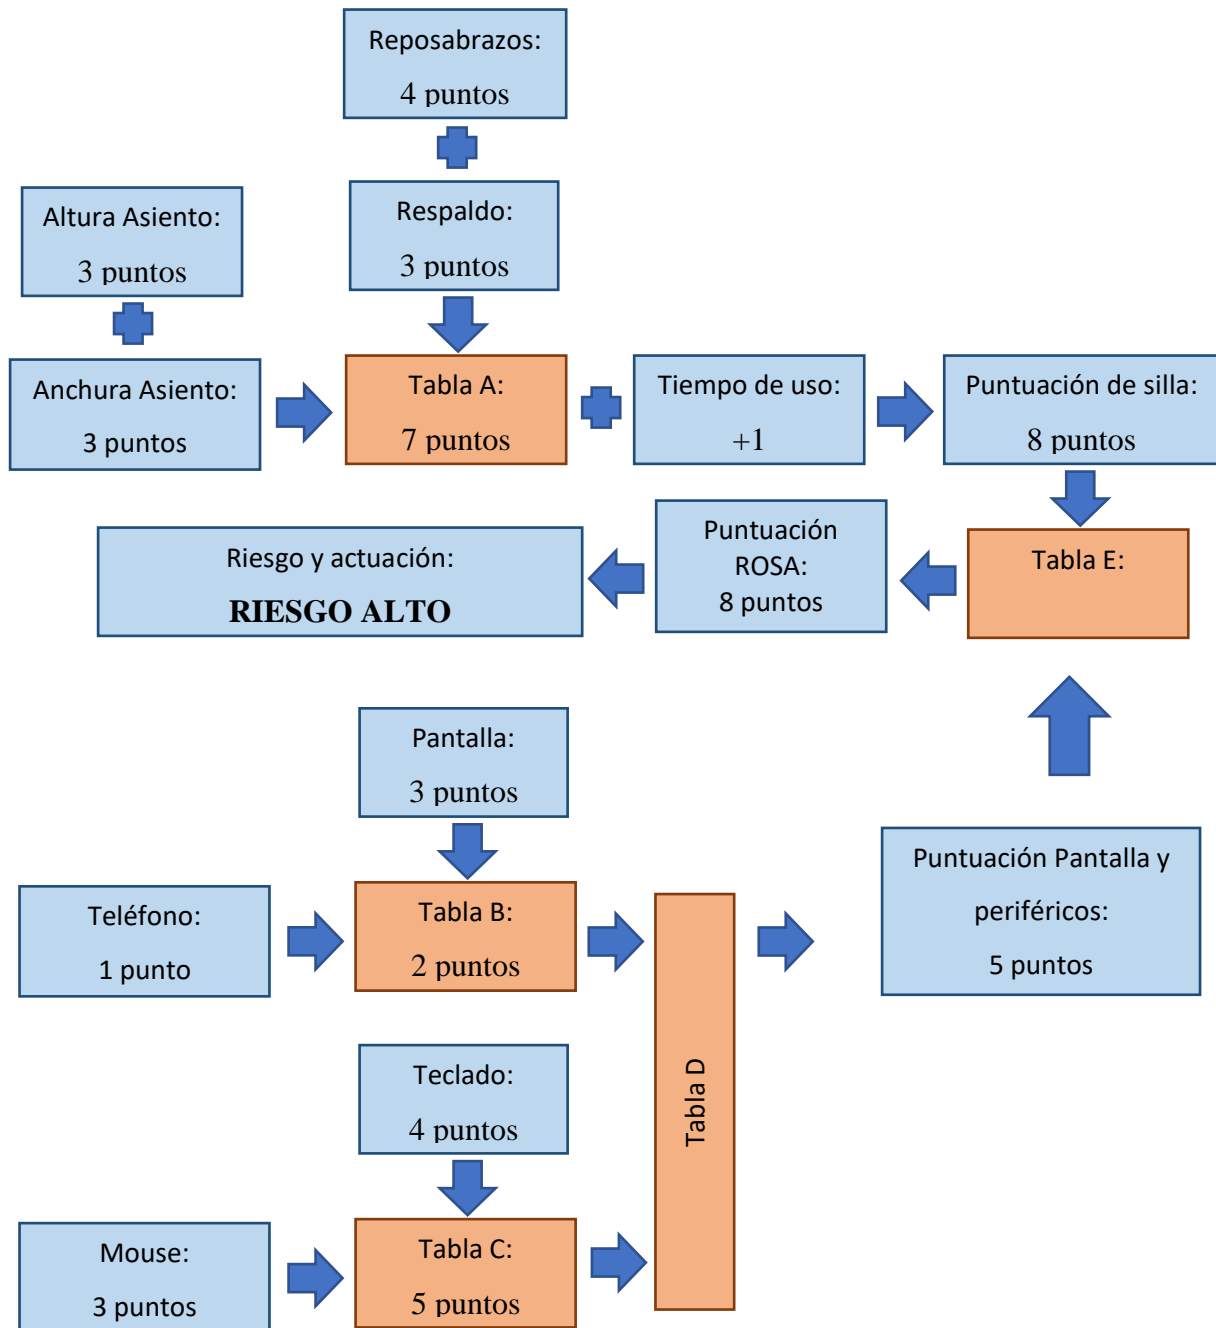 Reposabrazos:
4 puntos
Altura Asiento:
3 puntos
Respaldo:
3 puntos
Anchura Asiento:
3 puntos
Tabla A:
7 puntos
Tiempo de uso:
+1
Puntuación de silla:
8 puntos
Riesgo y actuación:
RIESGO ALTO
Puntuación
ROSA:
8 puntos
Tabla E:
Pantalla:
3 puntos
Teléfono:
1 punto
Tabla B:
2 puntos
Puntuación Pantalla y
periféricos:
5 puntos
Tabla D
Teclado:
4 puntos
Mouse:
3 puntos
Tabla C:
5 puntos